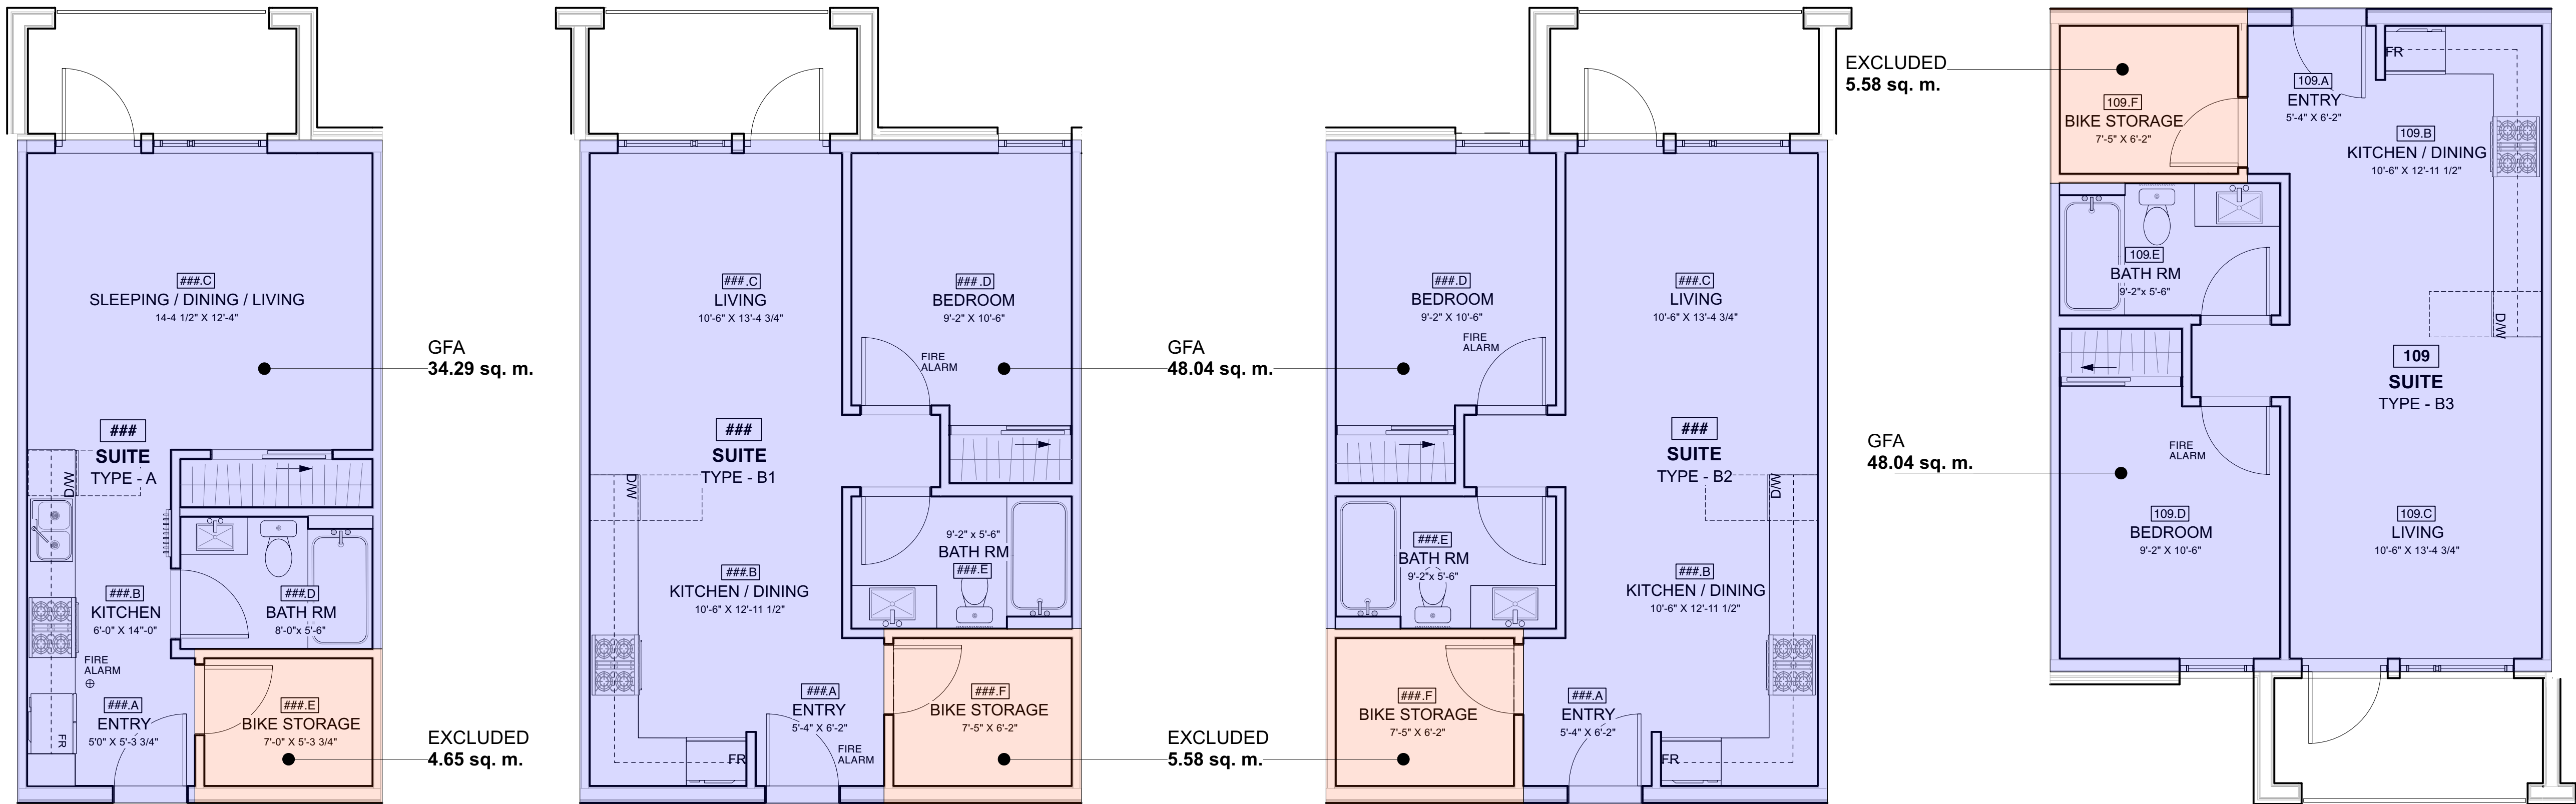 ###.C
SLEEPING / DINING / LIVING
14-4 1/2" X 12'-4"
GFA
34.29 sq. m.
###
SUITE
TYPE - A
D/W
###.B
KITCHEN
6'-0" X 14"-0"
###.D
BATH RM
8'-0"x 5'-6"
FIRE
ALARM
###.A
ENTRY
5'0" X 5'-3 3/4"
FR
###.E
BIKE STORAGE
7'-0" X 5'-3 3/4"
EXCLUDED
4.65 sq. m.
###.C
LIVING
10'-6" X 13'-4 3/4"
###.D
BEDROOM
9'-2" X 10'-6"
FIRE
ALARM
GFA
48.04 sq. m.
###
SUITE
TYPE - B1
D/W
9'-2" x 5'-6"
BATH RM
###.E
###.B
KITCHEN / DINING
10'-6" X 12'-11 1/2"
###.A
ENTRY
5'-4" X 6'-2"
FIRE
ALARM
FR
###.F
BIKE STORAGE
7'-5" X 6'-2"
EXCLUDED
5.58 sq. m.
###.D
BEDROOM
9'-2" X 10'-6"
FIRE
ALARM
###.C
LIVING
10'-6" X 13'-4 3/4"
###
SUITE
TYPE - B2
D/W
###.E
BATH RM
9'-2"x 5'-6"
###.B
KITCHEN / DINING
10'-6" X 12'-11 1/2"
###.F
BIKE STORAGE
7'-5" X 6'-2"
###.A
ENTRY
5'-4" X 6'-2"
FR
EXCLUDED
5.58 sq. m.
109.F
BIKE STORAGE
7'-5" X 6'-2"
109.A
ENTRY
5'-4" X 6'-2"
FR
109.B
KITCHEN / DINING
10'-6" X 12'-11 1/2"
109.E
BATH RM
9'-2"x 5'-6"
D/W
109
SUITE
TYPE - B3
GFA
48.04 sq. m.
FIRE
ALARM
109.D
BEDROOM
9'-2" X 10'-6"
109.C
LIVING
10'-6" X 13'-4 3/4"